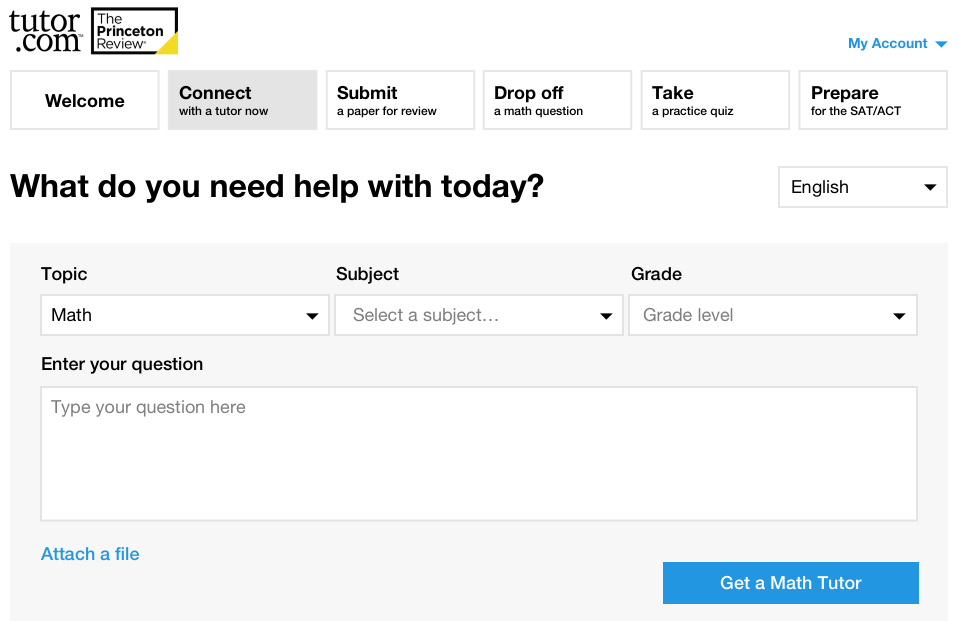 tutor
.com™
The
Princeton
Review®
My Account
Welcome
Connect
with a tutor now
Submit
a paper for review
Drop off
a math question
Take
a practice quiz
Prepare
for the SAT/ACT
What do you need help with today?
English
Topic
Subject
Grade
Math
Select a subject...
Grade level
Enter your question
Type your question here
Attach a file
Get a Math Tutor